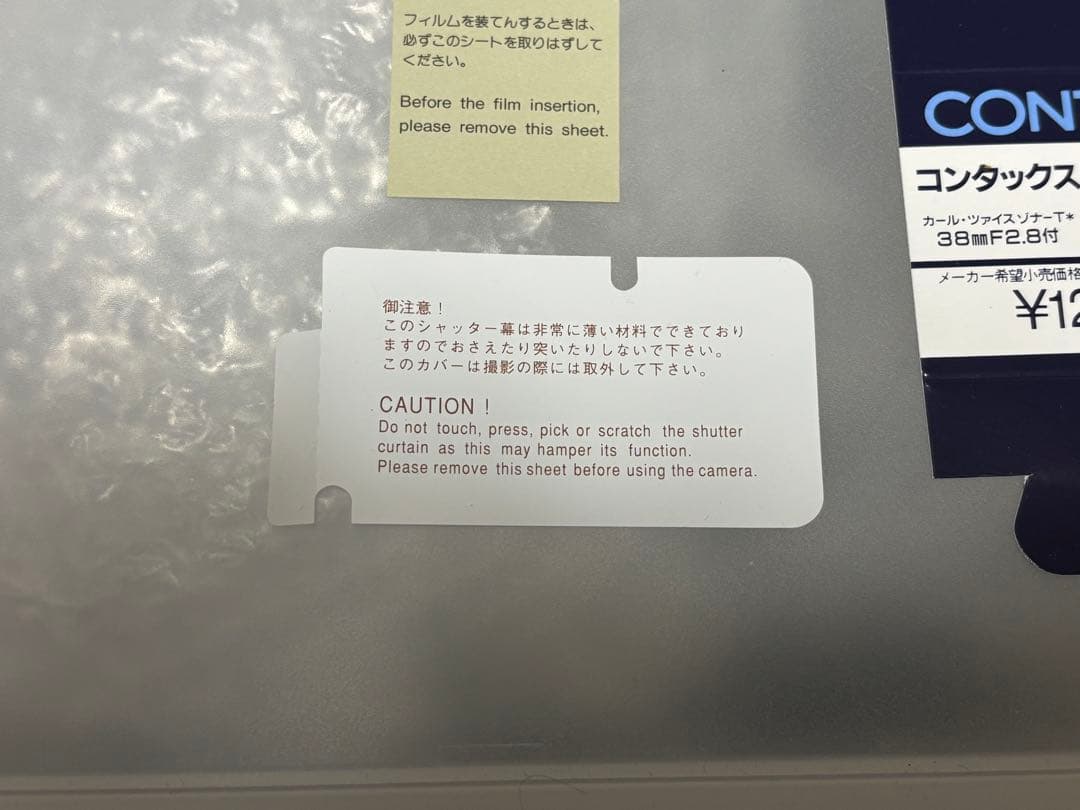 フィルムを装てんするときは、
必ずこのシートを取りはずして
ください。
Before the film insertion,
please remove this sheet.
御注意！
このシャッター幕は非常に薄い材料でできており
ますのでおさえたり突いたりしないで下さい。
このカバーは撮影の際には取外して下さい。
CAUTION !
Do not touch, press, pick or scratch the shutter
curtain as this may hamper its function.
Please remove this sheet before using the camera.
CON
コンタックス
カール・ツァイスゾナーT*
38mmF2.8付
メーカー希望小売価格
¥12